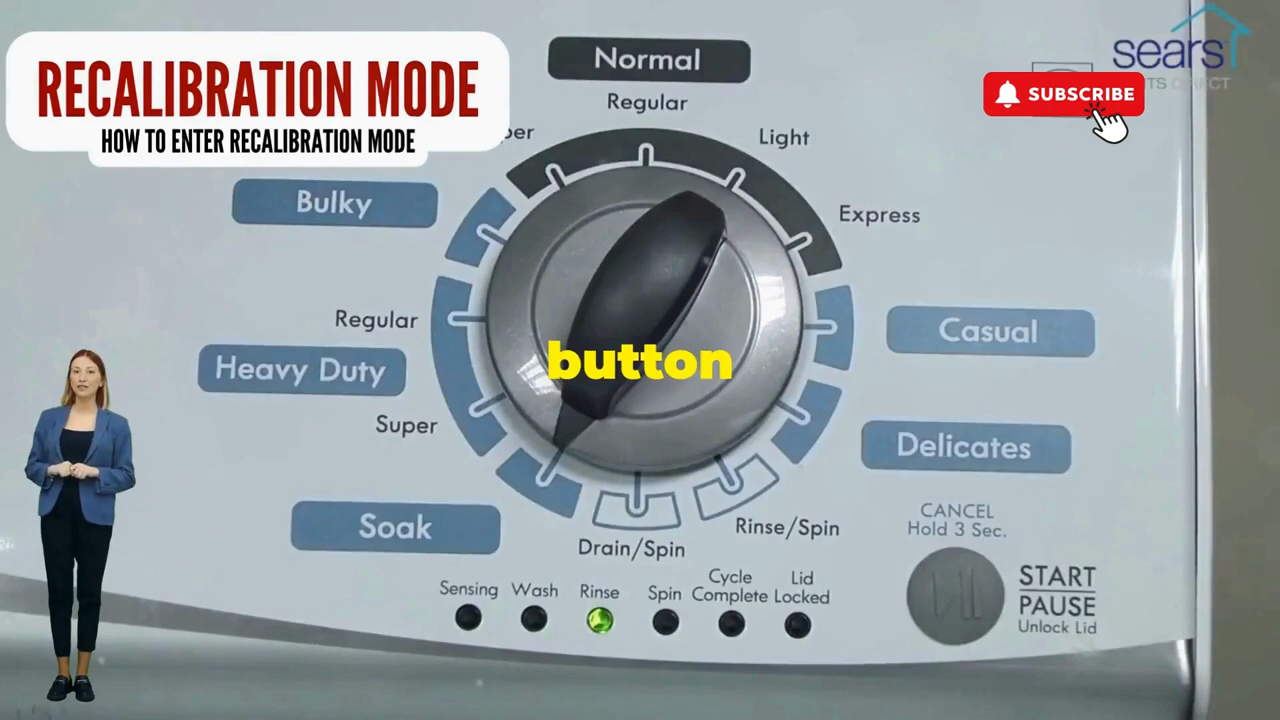 RECALIBRATION MODE
HOW TO ENTER RECALIBRATION MODE
sears
SUBSCRIBE
Normal
Regular
Light
Express
Bulky
Regular
Heavy Duty
Super
Soak
button
Casual
Delicates
Rinse/Spin
Drain/Spin
CANCEL
Hold 3 Sec.
START
PAUSE
Unlock Lid
Sensing
Wash
Rinse
Spin
Cycle
Complete
Lid
Locked